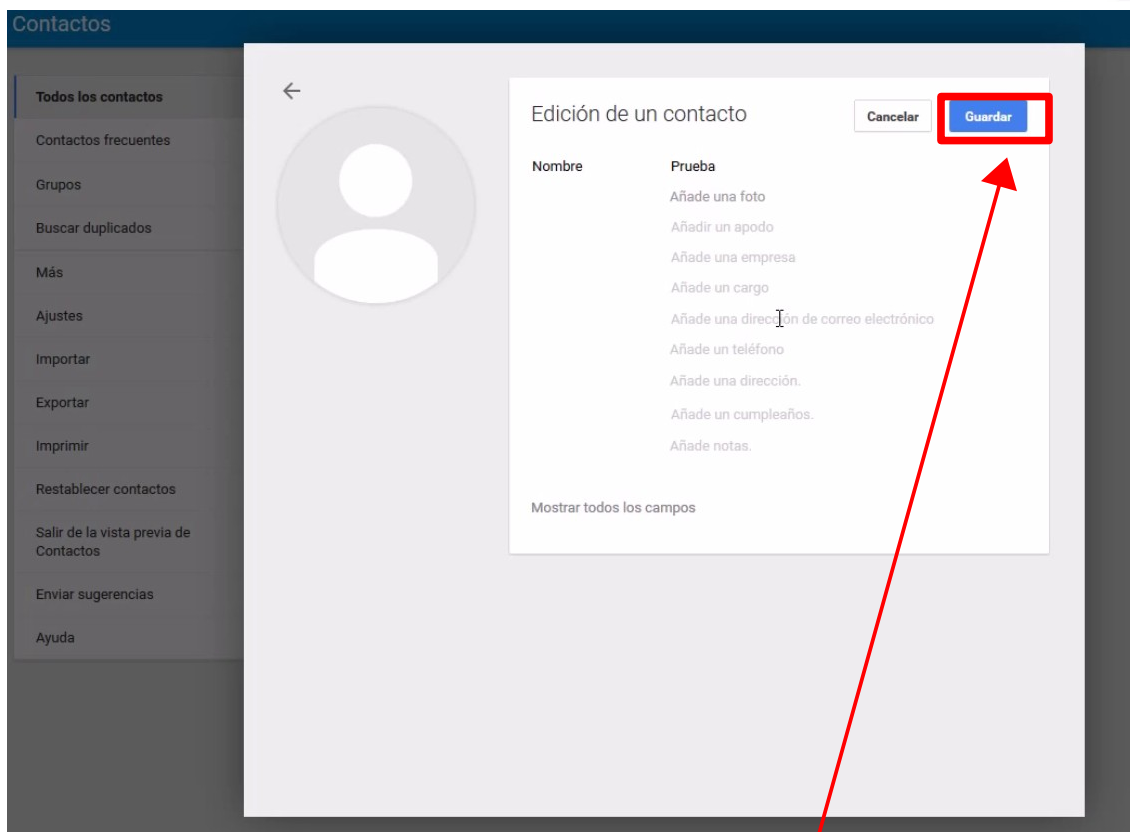 Contactos
Todos los contactos
Contactos frecuentes
Grupos
Buscar duplicados
Más
Ajustes
Importar
Exportar
Imprimir
Restablecer contactos
Salir de la vista previa de
Contactos
Enviar sugerencias
Ayuda
Edición de un contacto
Cancelar
Guardar
Nombre
Prueba
Añade una foto
Añadir un apodo
Añade una empresa
Añade un cargo
Añade una dirección de correo electrónico
Añade un teléfono
Añade una dirección.
Añade un cumpleaños.
Añade notas.
Mostrar todos los campos